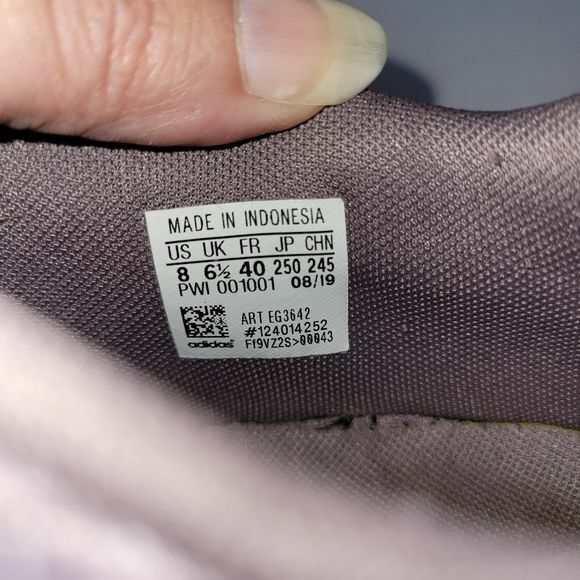 MADE IN INDONESIA
US UK FR JP CHN
8 6½ 40 250 245
PWI 001001 08/19
ART EG3642
#124014252
adidas Ff9VZ2S>00043